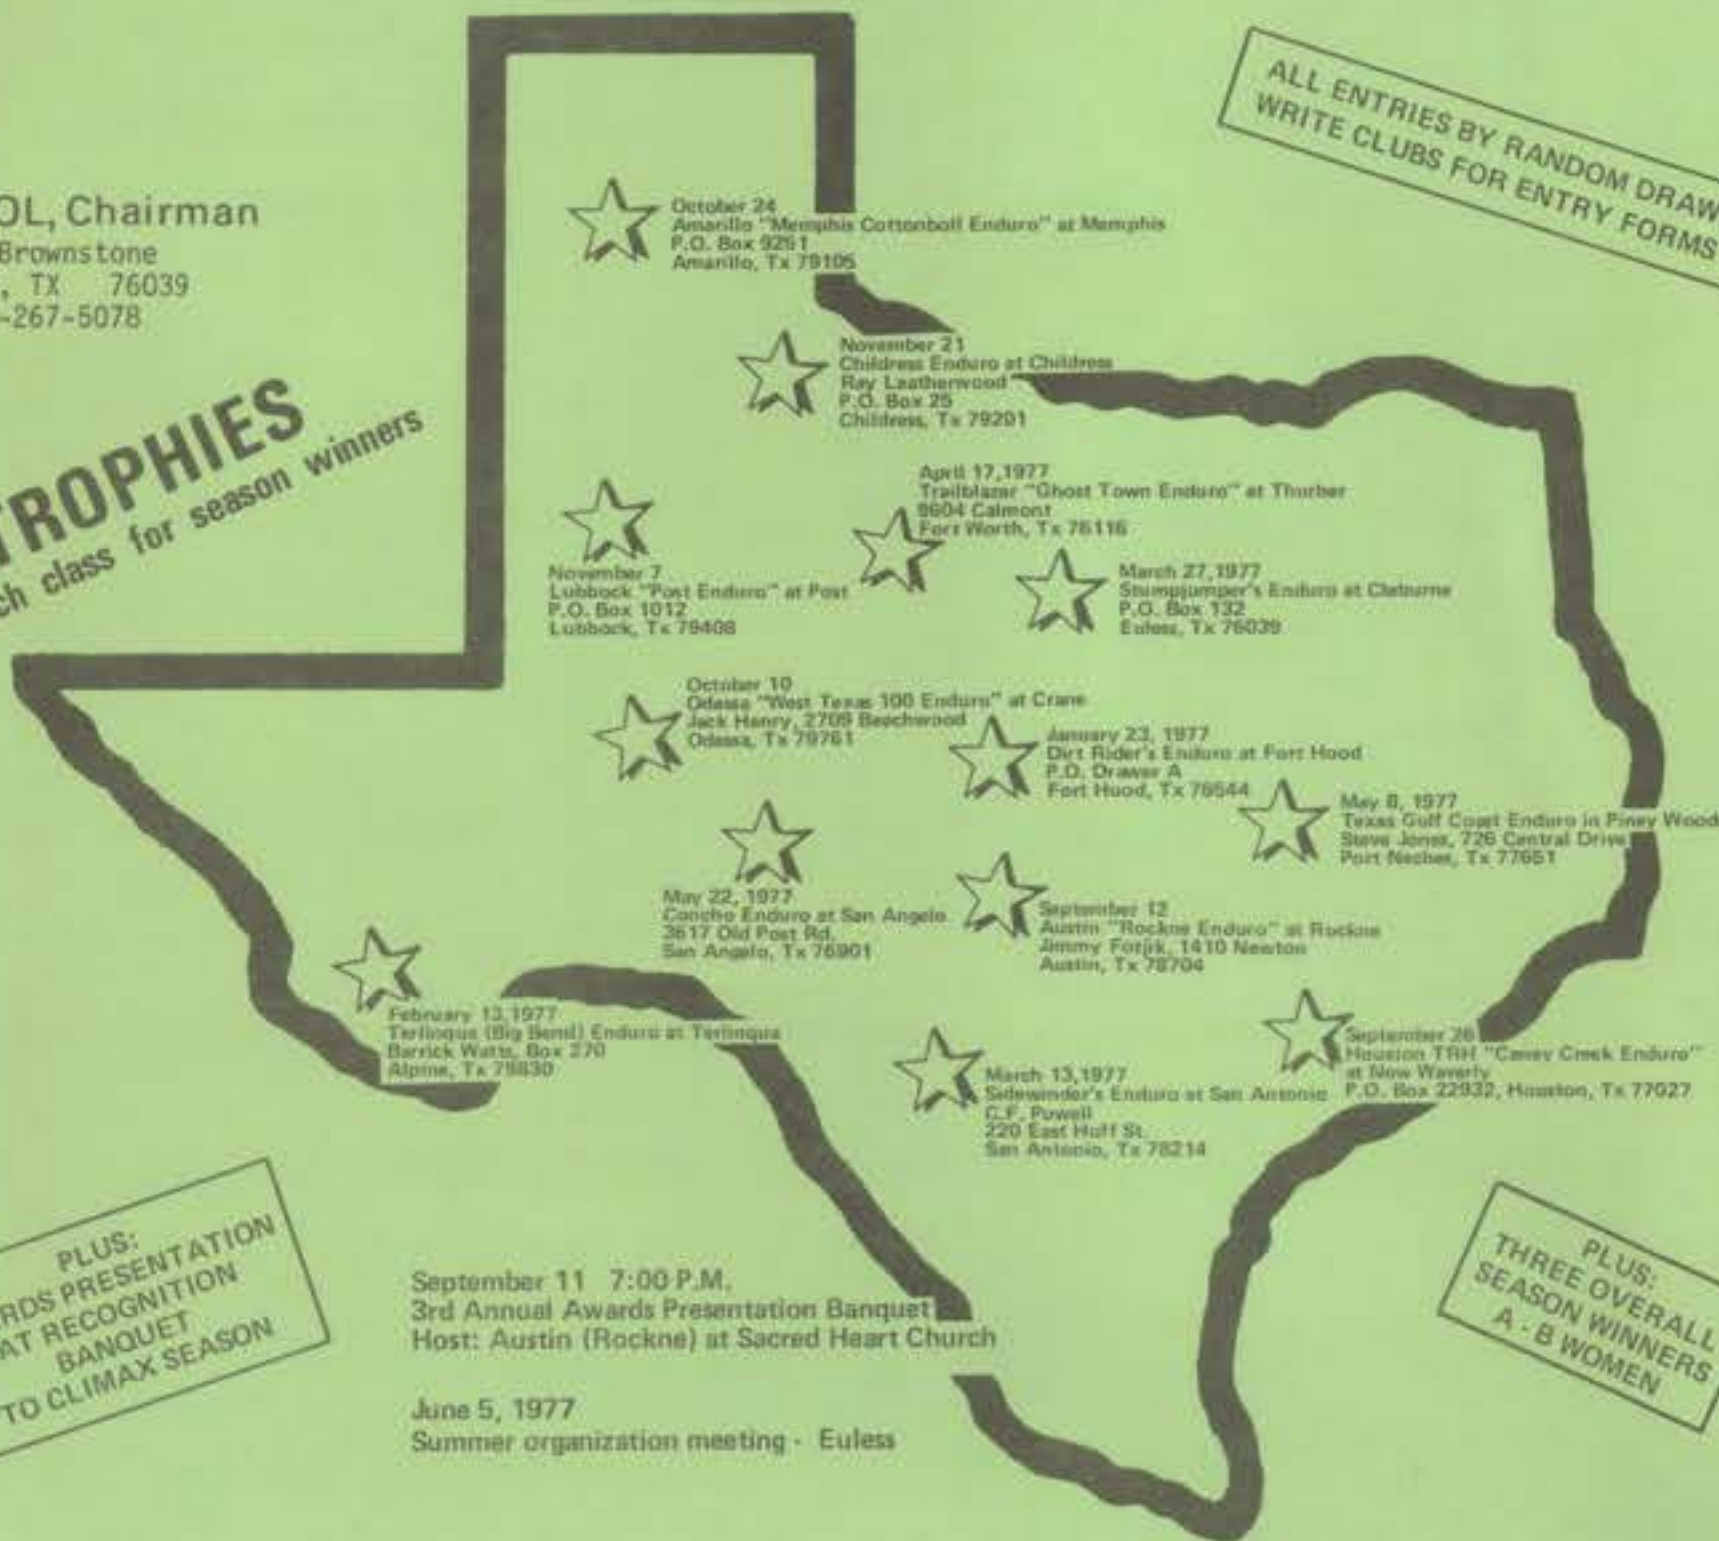 OL, Chairman
Brownstone
, TX 76039
-267-5078
ALL ENTRIES BY RANDOM DRAW
WRITE CLUBS FOR ENTRY FORMS
TROPHIES
ch class for season winners
October 24
Amarillo "Memphis Cottonboll Enduro" at Memphis
P.O. Box 9261
Amarillo, Tx 79105
November 21
Childress Enduro at Childress
Ray Leatherwood
P.O. Box 25
Childress, Tx 79201
April 17,1977
Trailblazer "Ghost Town Enduro" at Thurber
9604 Calmont
Fort Worth, Tx 76116
November 7
Lubbock "Post Enduro" at Post
P.O. Box 1012
Lubbock, Tx 79408
March 27,1977
Stumpjumper's Enduro at Cleburne
P.O. Box 132
Euless, Tx 76039
October 10
Odessa "West Texas 100 Enduro" at Crane
Jack Henry, 2709 Beechwood
Odessa, Tx 79761
January 23, 1977
Dirt Rider's Enduro at Fort Hood
P.O. Drawer A
Fort Hood, Tx 76544
May 8, 1977
Texas Gulf Coast Enduro in Piney Wood
Steve Jones, 726 Central Drive
Port Neches, Tx 77651
May 22, 1977
Concho Enduro at San Angelo
3617 Old Post Rd.
San Angelo, Tx 76901
September 12
Austin "Rockne Enduro" at Rockne
Jimmy 1410 Newton
Austin, Tx 78704
February 13,1977
Terlingua (Big Bend) Enduro at Terlingua
Barrick Watts, Box 270
Alpine, Tx 79830
March 13,1977
Sidewinder's Enduro at San Antonio
C.F. Powell
220 East Huff St.
San Antonio, Tx 78214
September 26
Houston TRH "Caney Creek Enduro"
at New Waverly
P.O. Box 22932, Houston, Tx 77027
PLUS:
RDS PRESENTATION
AT RECOGNITION
BANQUET
TO CLIMAX SEASON
September 11 7:00 P.M.
3rd Annual Awards Presentation Banquet
Host: Austin (Rockne) at Sacred Heart Church
June 5, 1977
Summer organization meeting - Euless
PLUS:
THREE OVERALL
SEASON WINNERS
A - B WOMEN